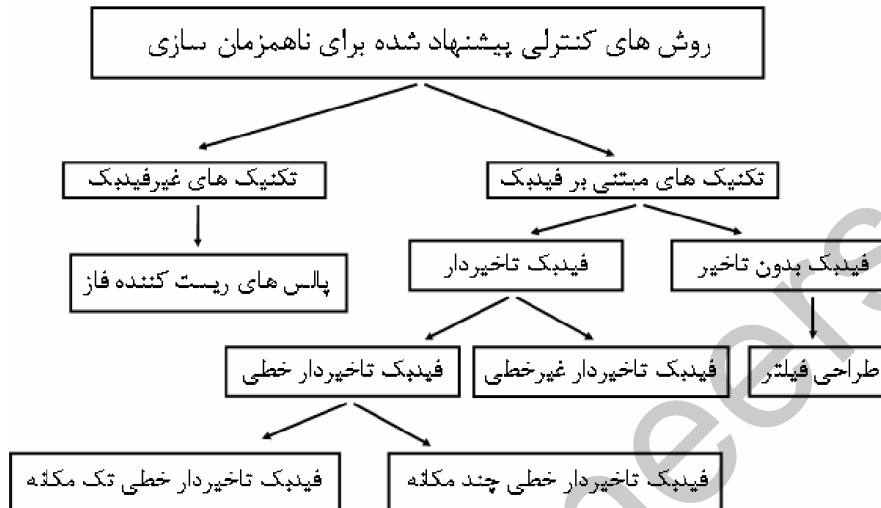 روش های کنترلی پیشنهاد شده برای ناهمزمان سازی
تکنیک های مبتنی بر فیدبک
تکنیک های غیرفیدبک
فیدبک بدون تاخیر
فیدبک تاخیردار
پالس های ریست کننده فاز
طراحی فیلتر
فیدبک تاخیردار غیرخطی
فیدبک تاخیردار خطی
فیدبک تاخیردار خطی چند مکانه
فیدبک تاخیردار خطی تک مکانه
neers